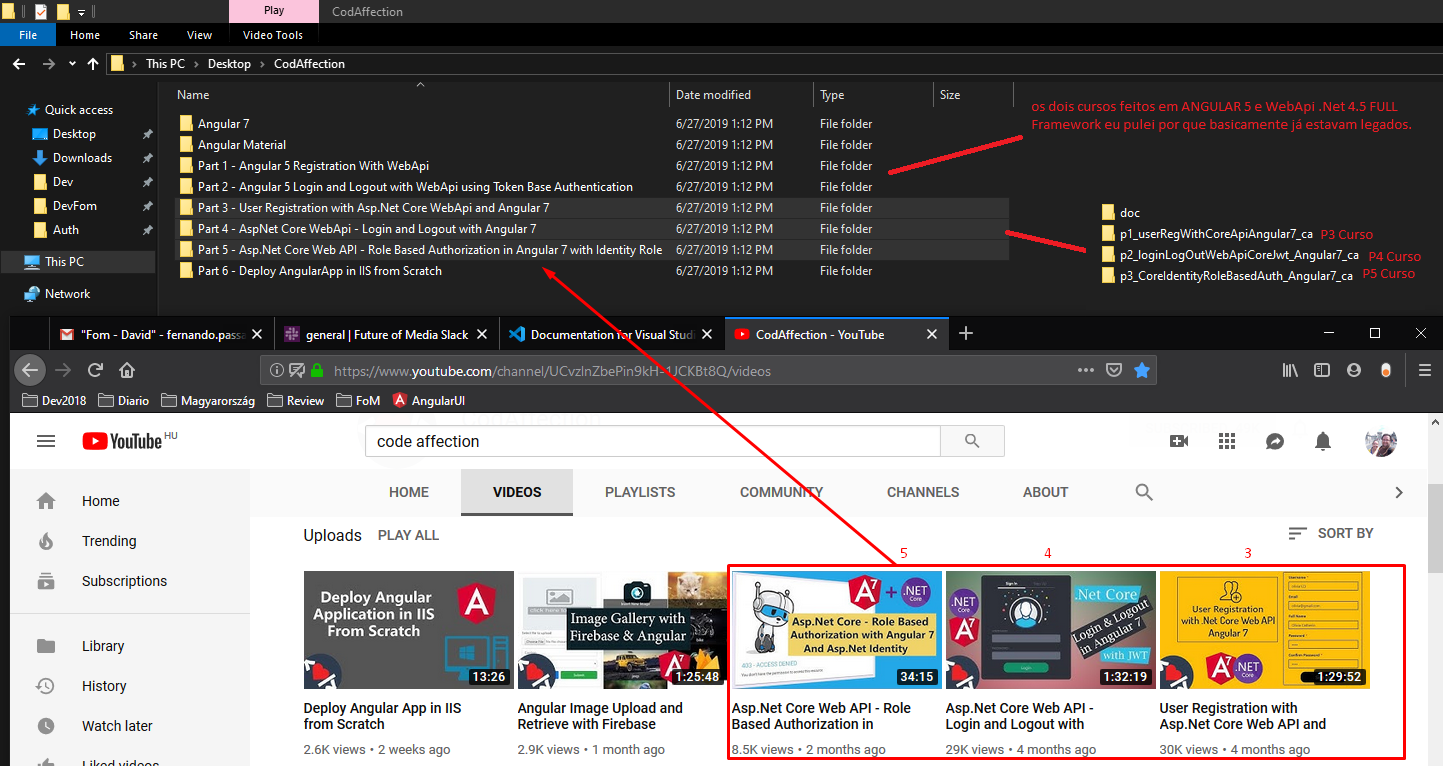 Play
CodAffection
File
Home
Share
View
Video Tools
This PC
Desktop
CodAffection
Quick access
Desktop
Downloads
Dev
DevFom
Auth
This PC
Network
Name
Date modified
Type
Size
Angular 7
6/27/2019 1:12 PM
File folder
Angular Material
6/27/2019 1:12 PM
File folder
Part 1 - Angular 5 Registration With WebApi
6/27/2019 1:12 PM
File folder
Part 2 - Angular 5 Login and Logout with WebApi using Token Base Authentication
6/27/2019 1:12 PM
File folder
Part 3 - User Registration with Asp.Net Core WebApi and Angular 7
6/27/2019 1:12 PM
File folder
Part 4 - AspNet Core WebApi - Login and Logout with Angular 7
6/27/2019 1:12 PM
File folder
Part 5 - Asp.Net Core Web API - Role Based Authorization in Angular 7 with Identity Role
6/27/2019 1:12 PM
File folder
Part 6 - Deploy AngularApp in IIS from Scratch
6/27/2019 1:12 PM
File folder
os dois cursos feitos em ANGULAR 5 e WebApi .Net 4.5 FULL
Framework eu pulei por que basicamente já estavam legados.
doc
p1_userRegWithCoreApiAngular7_ca
P3 Curso
p2_loginLogOutWebApiCoreJwt_Angular7_ca
P4 Curso
p3_CoreIdentityRoleBasedAuth_Angular7_ca
P5 Curso
"Fom - David" - fernando.passa
general | Future of Media Slack
Documentation for Visual Studi
CodAffection - YouTube
https://www.youtube.com/channel/UCvzlnZbePin9kH-1JCKBt8Q/videos
Dev2018
Diario
Magyarország
Review
FoM
AngularUI
YouTube HU
code affection
Home
Trending
Subscriptions
Library
History
Watch later
Liked videos
HOME
VIDEOS
PLAYLISTS
COMMUNITY
CHANNELS
ABOUT
Uploads
PLAY ALL
SORT BY
5
4
3
Deploy Angular
Application in IIS
From Scratch
13:26
Deploy Angular App in IIS
from Scratch
2.6K views • 2 weeks ago
Image Gallery with
Firebase & Angular
1:25:48
Angular Image Upload and
Retrieve with Firebase
2.9K views • 1 month ago
7
.NET
Core
Asp.Net Core - Role Based
Authorization with Angular 7
And Asp.Net Identity
403 - ACCESS DENIED
34:15
Asp.Net Core Web API - Role
Based Authorization in
8.5K views • 2 months ago
.NET
Core
.Net Core
Login & Logout
in Angular 7
with JWT
1:32:19
Asp.Net Core Web API -
Login and Logout with
29K views • 4 months ago
User Registration
with .Net Core Web API
Angular 7
7
.NET
Core
1:29:52
User Registration with
Asp.Net Core Web API and
30K views • 4 months ago